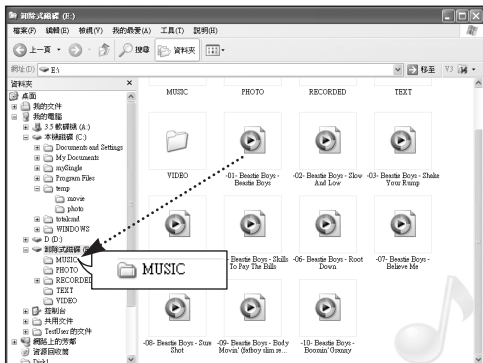 卸除式磁碟 (E:)
檔案(F) 編輯(E) 檢視(V) 我的最愛(A) 工具(T) 說明(H)
上一頁 搜尋 資料夾
網址(D) E:\ 移至
資料夾
桌面
我的文件
我的電腦
3.5 軟碟機 (A:)
本機磁碟 (C:)
Documents and Settings
My Documents
mySingle
Program Files
temp
movie
photo
totalcmd
WINDOWS
D (D:)
卸除式磁碟
MUSIC
PHOTO
RECORDED
TEXT
VIDEO
控制台
共用文件
TestUser 的文件
網路上的芳鄰
資源回收筒
Disk1
MUSIC PHOTO RECORDED TEXT
VIDEO
-01- Beastie Boys -
Beastie Boys
-02- Beastie Boys - Slow
And Low
-03- Beastie Boys - Shake
Your Rump
Beastie Boys - Skills
To Pay The Bills
-06- Beastie Boys - Root
Down
-07- Beastie Boys -
Believe Me
MUSIC
-08- Beastie Boys - Sure
Shot
-09- Beastie Boys - Body
Movin' (fatboy slim re...
-10- Beastie Boys -
Boomin' Granny